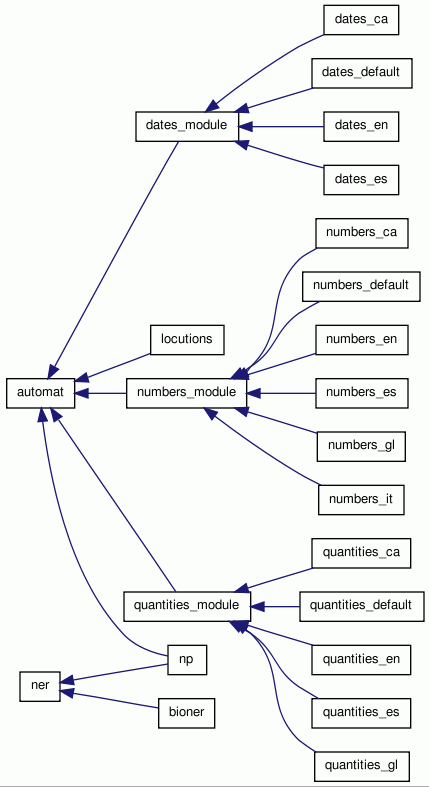 dates_ca
dates_default
dates_module
dates_en
dates_es
numbers_ca
numbers_default
locutions
numbers_en
automat
numbers_module
numbers_es
numbers_gl
numbers_it
quantities_ca
quantities_module
quantities_default
np
quantities_en
ner
bioner
quantities_es
quantities_gl